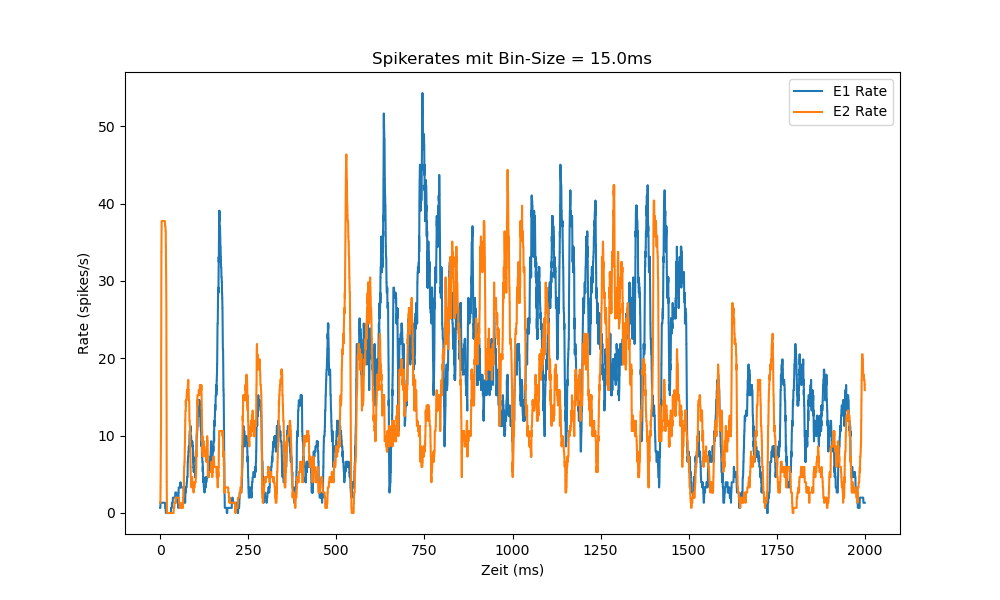 Spikerates mit Bin-Size = 15.0ms
E1 Rate
E2 Rate
Rate (spikes/s)
50
40
30
20
10
0
0 250 500 750 1000 1250 1500 1750 2000
Zeit (ms)